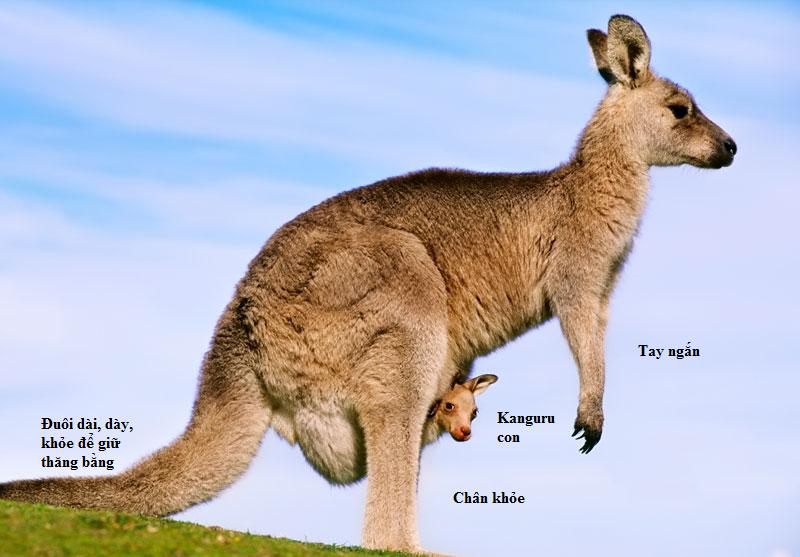 Tay ngắn
Đuôi dài, dày,
khỏe để giữ
thăng bằng
Kanguru
con
Chân khỏe